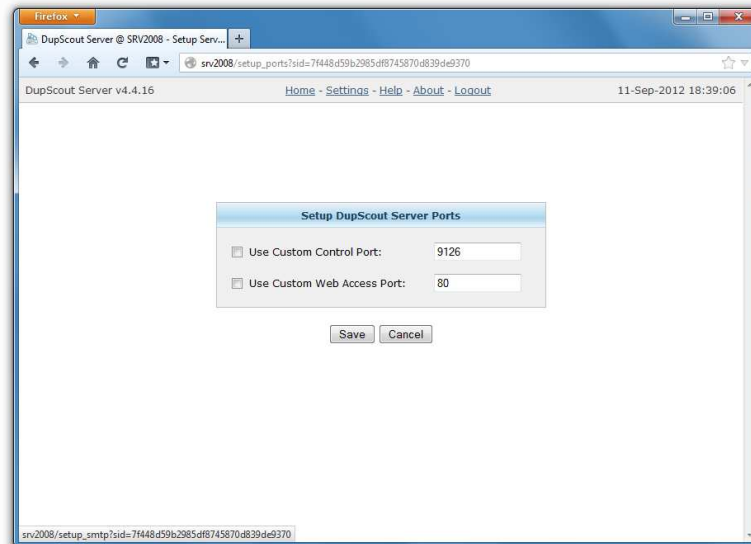 Firefox
DupScout Server @ SRV2008 - Setup Serv...
srv2008/setup_ports?sid=7f448d59b2985df8745870d839de9370
DupScout Server v4.4.16 Home - Settings - Help - About - Logout 11-Sep-2012 18:39:06
Setup DupScout Server Ports
Use Custom Control Port: 9126
Use Custom Web Access Port: 80
Save Cancel
srv2008/setup_smtp?sid=7f448d59b2985df8745870d839de9370